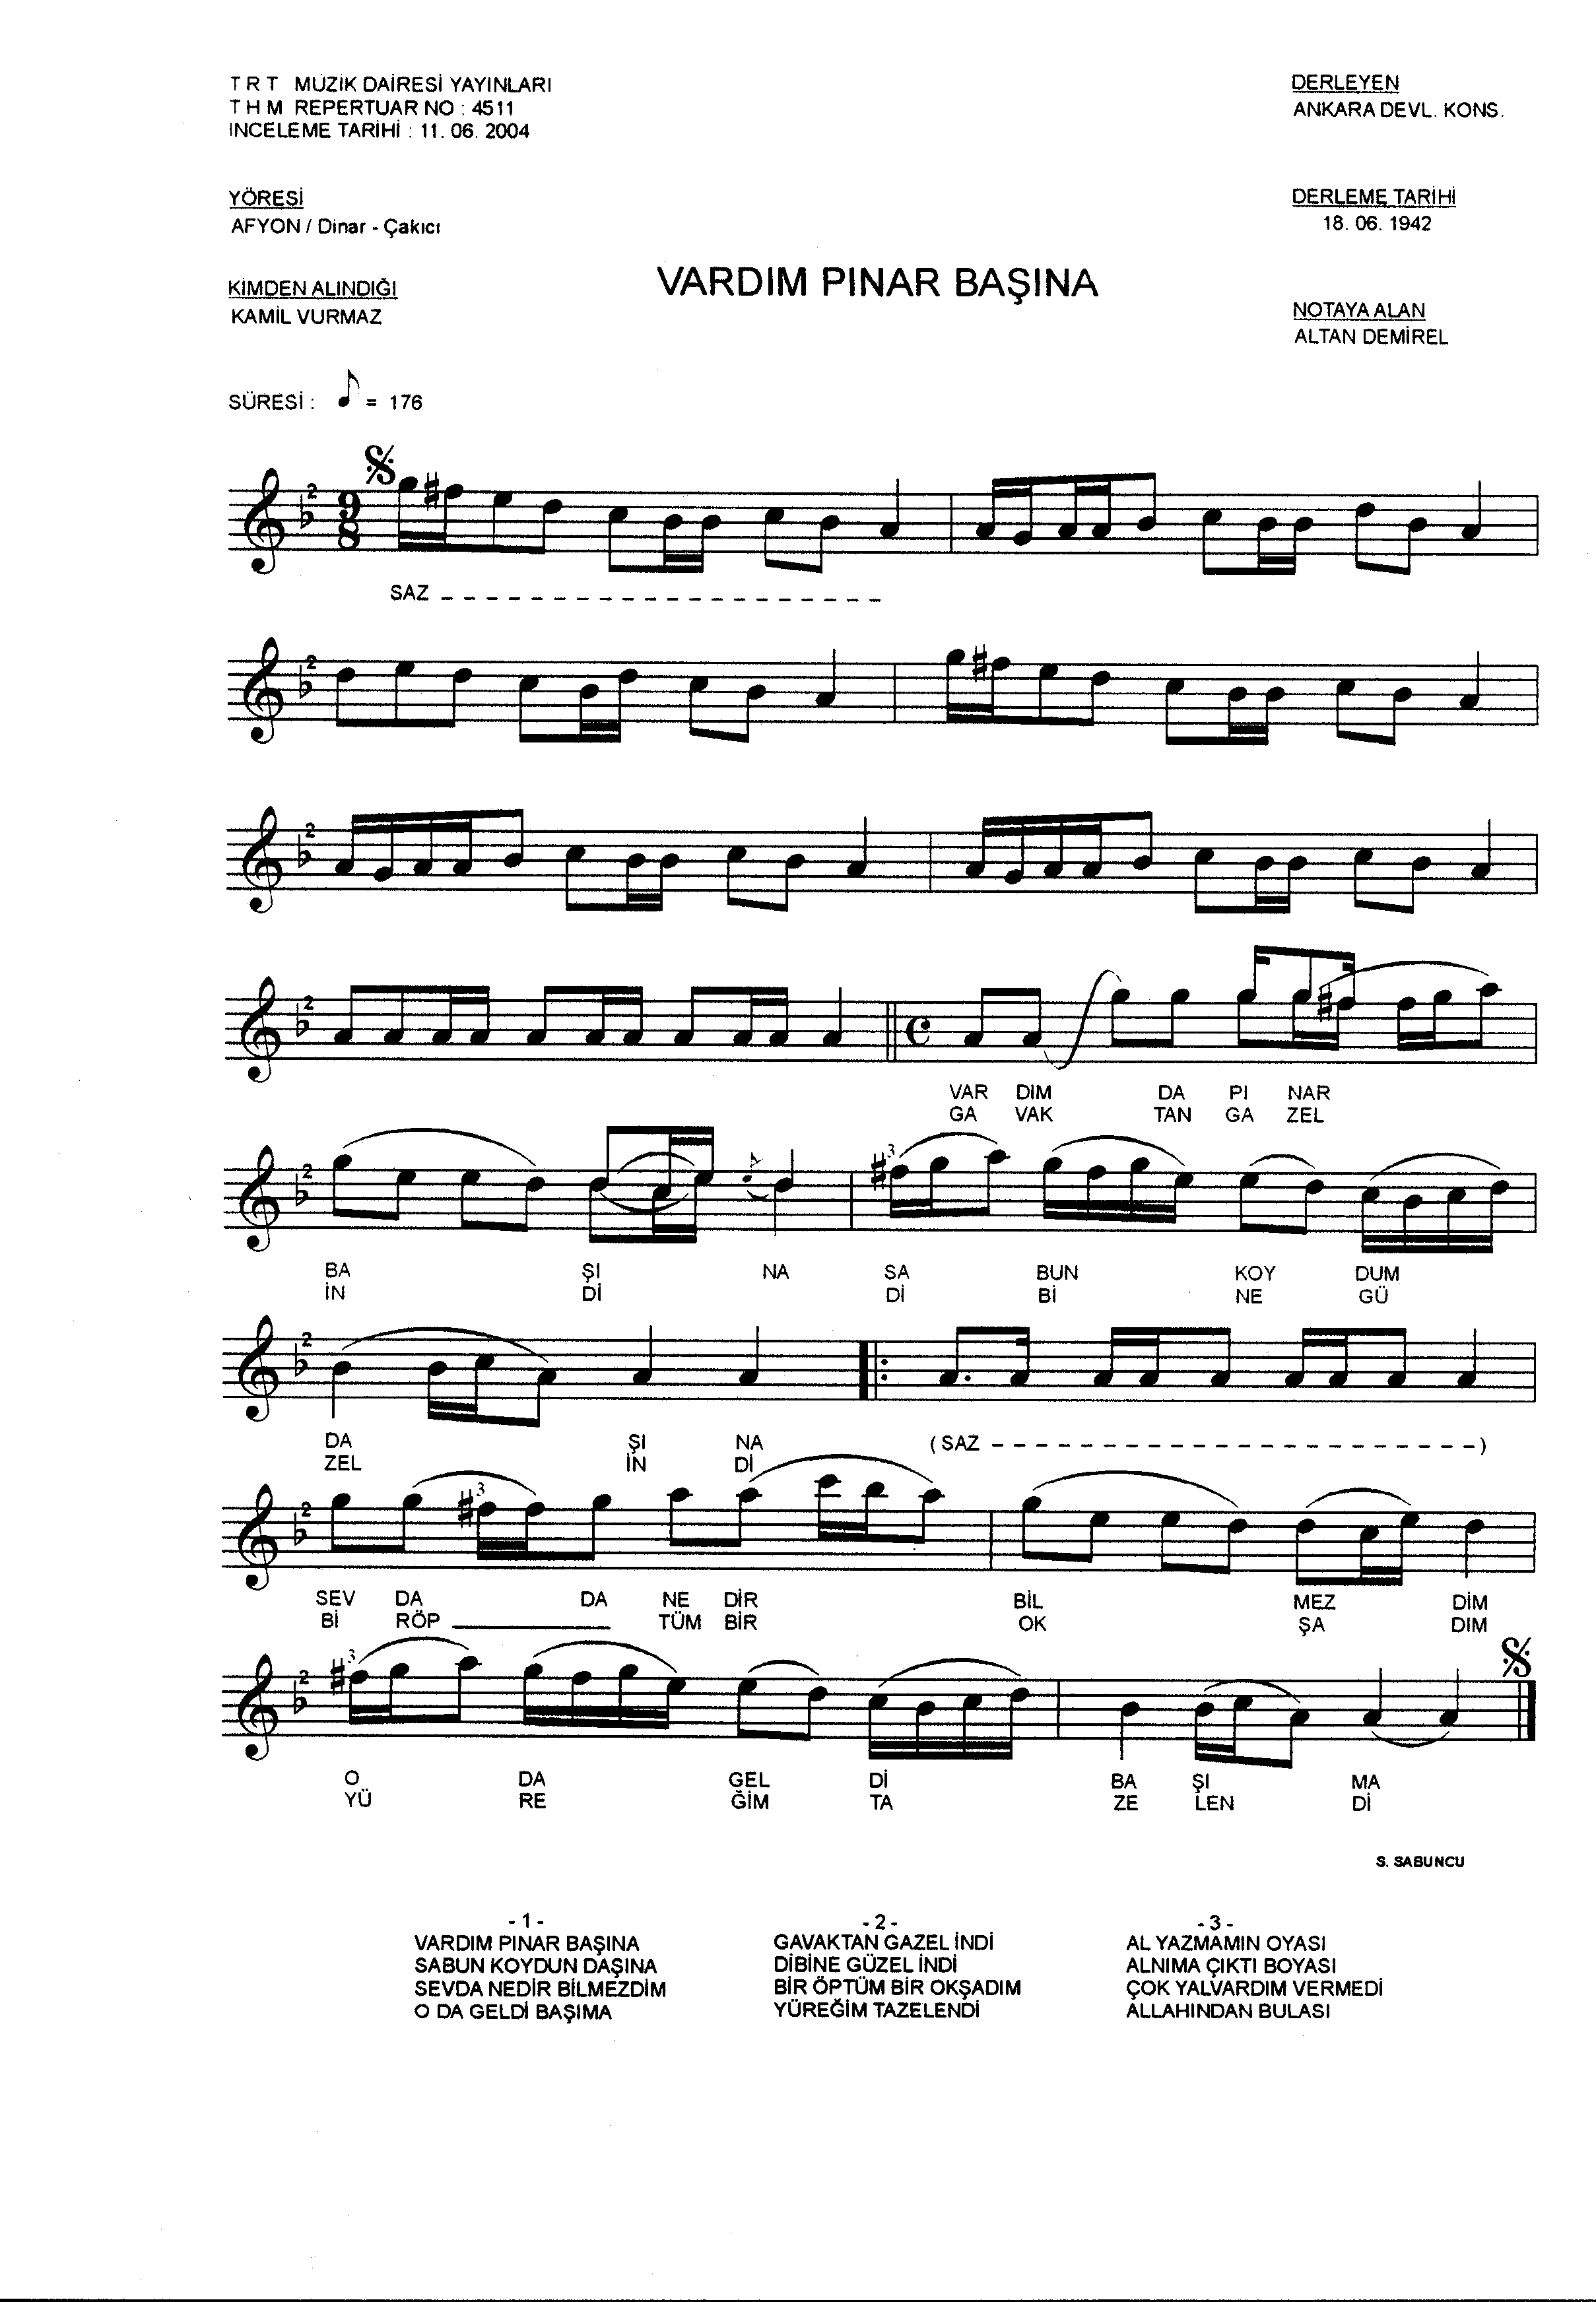 T R T MÜZİK DAİRESİ YAYINLARI
T H M REPERTUAR NO : 4511
İNCELEME TARİHİ : 11. 06. 2004
DERLEYEN
ANKARA DEVL. KONS.
YÖRESİ
AFYON / Dinar - Çakıcı
DERLEME TARİHİ
18. 06. 1942
VARDIM PINAR BAŞINA
KİMDEN ALINDIĞI
KAMİL VURMAZ
NOTAYA ALAN
ALTAN DEMİREL
SÜRESİ : = 176
SAZ
VAR DIM DA PI NAR
GA VAK TAN GA ZEL
BA ŞI NA SA BUN KOY DUM
İN Dİ Dİ Bİ NE GÜ
DA ŞI NA ( SAZ )
ZEL İN Dİ
SEV DA DA NE DİR BİL MEZ DİM
Bİ RÖP TÜM BİR OK ŞA DIM
O DA GEL Dİ BA ŞI MA
YÜ RE ĞİM TA ZE LEN Dİ
S. SABUNCU
- 1 -
VARDIM PINAR BAŞINA
SABUN KOYDUN DAŞINA
SEVDA NEDİR BİLMEZDİM
O DA GELDİ BAŞIMA
- 2 -
GAVAKTAN GAZEL İNDİ
DİBİNE GÜZEL İNDİ
BİR ÖPTÜM BİR OKŞADIM
YÜREĞİM TAZELENDİ
- 3 -
AL YAZMAMIN OYASI
ALNIMA ÇIKTI BOYASI
ÇOK YALVARDIM VERMEDİ
ALLAHINDAN BULASI